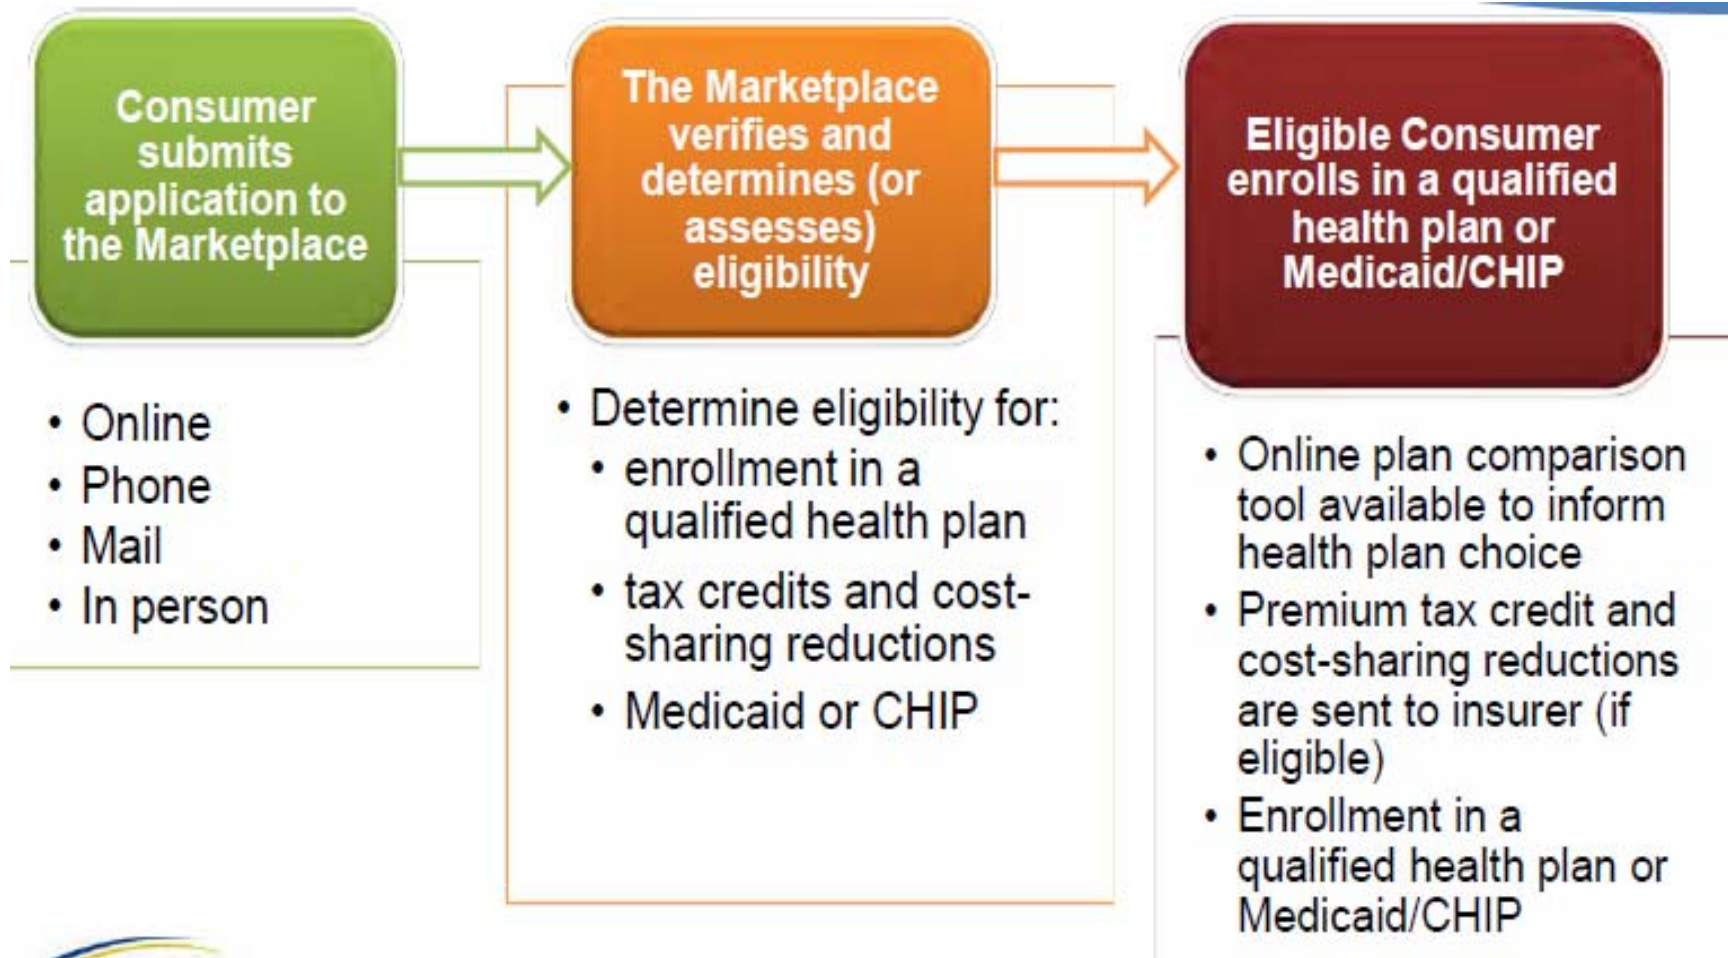 Consumer
submits
application to
the Marketplace
• Online
• Phone
• Mail
• In person
The Marketplace
verifies and
determines (or
assesses)
eligibility
• Determine eligibility for:
• enrollment in a
qualified health plan
• tax credits and cost-
sharing reductions
• Medicaid or CHIP
Eligible Consumer
enrolls in a qualified
health plan or
Medicaid/CHIP
• Online plan comparison
tool available to inform
health plan choice
• Premium tax credit and
cost-sharing reductions
are sent to insurer (if
eligible)
• Enrollment in a
qualified health plan or
Medicaid/CHIP